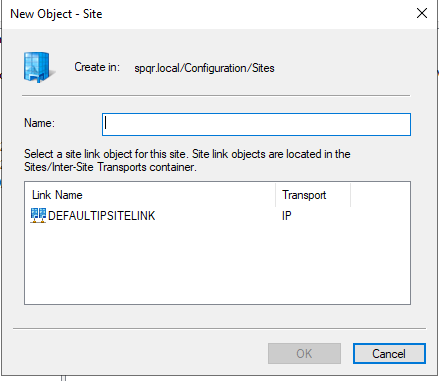 New Object - Site
Create in: spqr.local/Configuration/Sites
Name:
Select a site link object for this site. Site link objects are located in the
Sites/Inter-Site Transports container.
Link Name Transport
DEFAULTIPSITELINK IP
OK Cancel